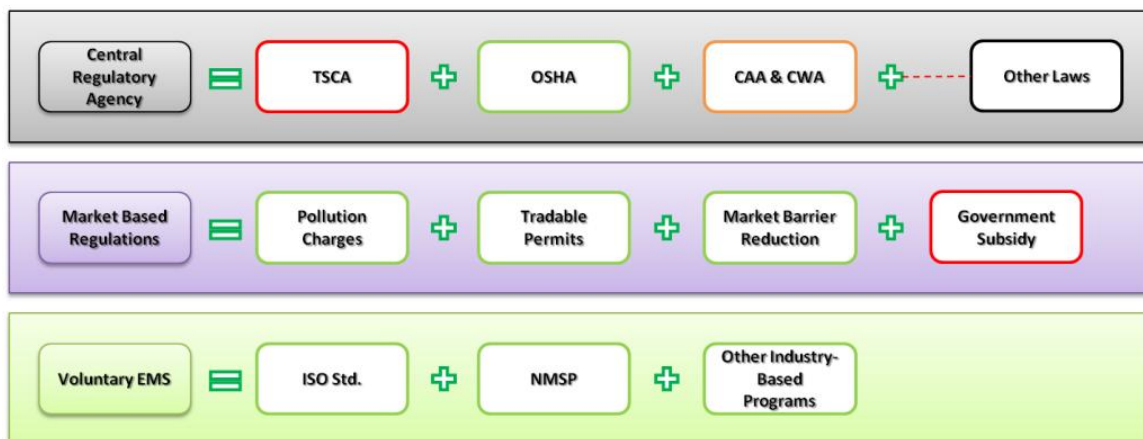 Central
Regulatory
Agency
TSCA
OSHA
CAA & CWA
Other Laws
Market Based
Regulations
Pollution
Charges
Tradable
Permits
Market Barrier
Reduction
Government
Subsidy
Voluntary EMS
ISO Std.
NMSP
Other Industry-
Based
Programs